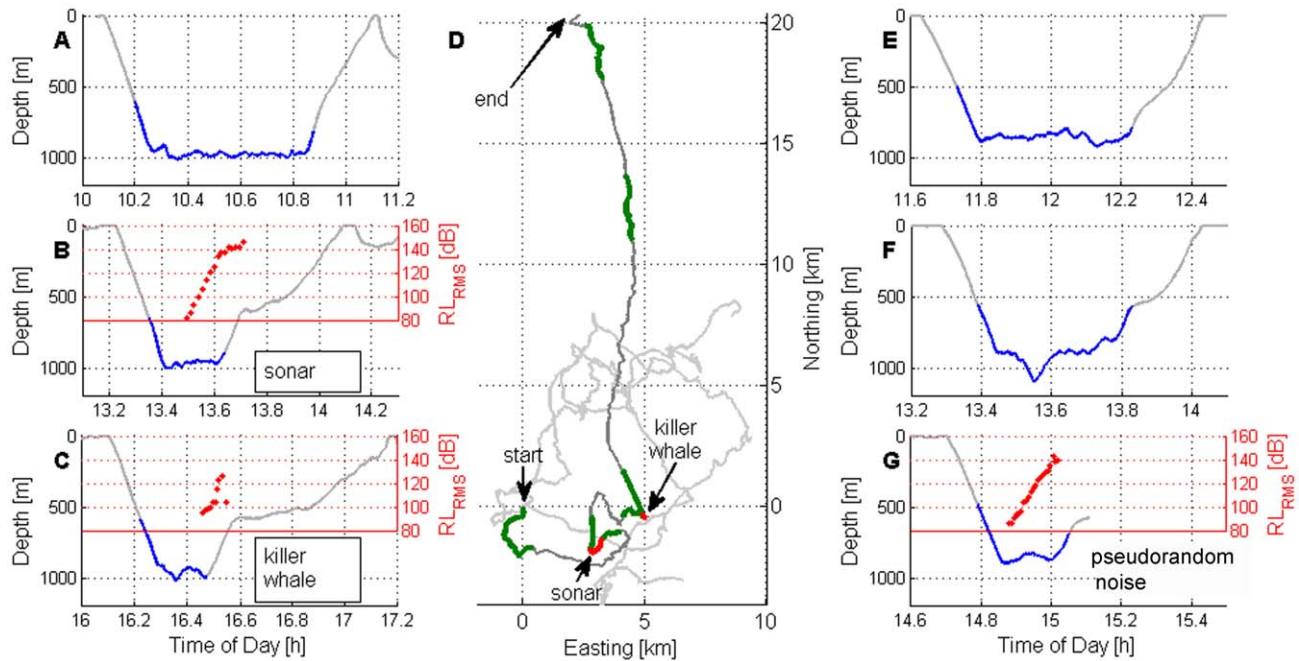 A
Depth [m]
0
500
1000
10 10.2 10.4 10.6 10.8 11 11.2
B
Depth [m]
0
500
1000
160
140
120
100
80
RL_RMS [dB]
sonar
13.2 13.4 13.6 13.8 14 14.2
C
Depth [m]
0
500
1000
160
140
120
100
80
RL_RMS [dB]
killer
whale
16 16.2 16.4 16.6 16.8 17 17.2
Time of Day [h]
D
end
start
killer
whale
sonar
20
15
10
5
0
Northing [km]
0 5 10
Easting [km]
E
Depth [m]
0
500
1000
11.6 11.8 12 12.2 12.4
F
Depth [m]
0
500
1000
13.2 13.4 13.6 13.8 14
G
Depth [m]
0
500
1000
160
140
120
100
80
RL_RMS [dB]
pseudorandom
noise
14.6 14.8 15 15.2 15.4
Time of Day [h]